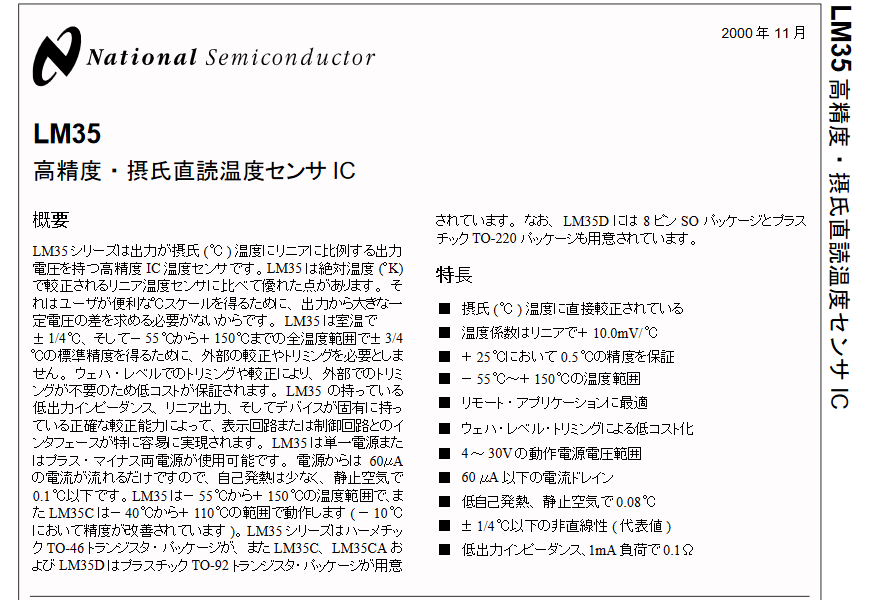 National Semiconductor
2000 年 11 月
LM35
高精度・摂氏直読温度センサ IC
概要
LM35 シリーズは出力が摂氏 (℃) 温度にリニアに比例する出力
電圧を持つ高精度 IC 温度センサです。LM35 は絶対温度 (°K)
で較正されるリニア温度センサに比べて優れた点があります。そ
れはユーザが便利な℃スケールを得るために、出力から大きな一
定電圧の差を求める必要がないからです。LM35 は室温で
± 1/4℃、そして− 55℃から+ 150℃までの全温度範囲で± 3/4
℃の標準精度を得るために、外部の較正やトリミングを必要としま
せん。ウェハ・レベルでのトリミングや較正により、外部でのトリミ
ングが不要のため低コストが保証されます。LM35 の持っている
低出力インピーダンス、リニア出力、そしてデバイスが固有に持っ
ている正確な較正能力によって、表示回路または制御回路とのイ
ンタフェースが特に容易に実現されます。LM35 は単一電源また
はプラス・マイナス両電源が使用可能です。電源からは 60μA
の電流が流れるだけですので、自己発熱は少なく、静止空気で
0.1℃以下です。LM35 は− 55℃から+ 150℃の温度範囲で、ま
た LM35C は− 40℃から+ 110℃の範囲で動作します (− 10℃
において精度が改善されています)。LM35 シリーズはハーメチッ
ク TO-46 トランジスタ・パッケージが、また LM35C、LM35CA お
よび LM35D はプラスチック TO-92 トランジスタ・パッケージが用意
されています。なお、LM35D には 8 ピン SO パッケージとプラス
チック TO-220 パッケージも用意されています。
特長
■ 摂氏 (℃) 温度に直接較正されている
■ 温度係数はリニアで+ 10.0mV/℃
■ + 25℃において 0.5℃の精度を保証
■ − 55℃〜+ 150℃の温度範囲
■ リモート・アプリケーションに最適
■ ウェハ・レベル・トリミングによる低コスト化
■ 4 〜 30V の動作電源電圧範囲
■ 60 μA 以下の電流ドレイン
■ 低自己発熱、静止空気で 0.08℃
■ ± 1/4℃以下の非直線性 (代表値)
■ 低出力インピーダンス、1mA 負荷で 0.1Ω
LM35 高精度・摂氏直読温度センサ IC